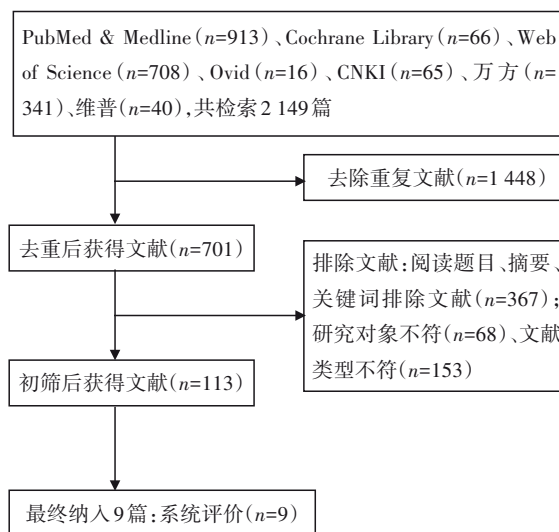 PubMed & Medline(n=913)、Cochrane Library(n=66)、Web
of Science(n=708)、Ovid(n=16)、CNKI(n=65)、万方(n=
341)、维普(n=40),共检索2 149篇
去除重复文献(n=1 448)
去重后获得文献(n=701)
排除文献:阅读题目、摘要、
关键词排除文献(n=367);
研究对象不符(n=68)、文献
类型不符(n=153)
初筛后获得文献(n=113)
最终纳入9篇:系统评价(n=9)